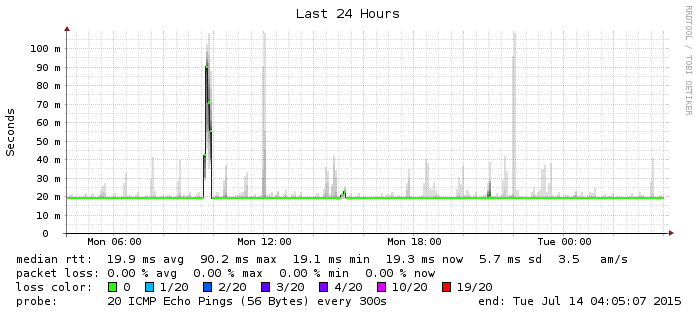 Last 24 Hours
RRDTOOL / TOBI OETIKER
Seconds
100 m
90 m
80 m
70 m
60 m
50 m
40 m
30 m
20 m
10 m
0
Mon 06:00 Mon 12:00 Mon 18:00 Tue 00:00
median rtt: 19.9 ms avg 90.2 ms max 19.1 ms min 19.3 ms now 5.7 ms sd 3.5 am/s
packet loss: 0.00 % avg 0.00 % max 0.00 % min 0.00 % now
loss color: 0 1/20 2/20 3/20 4/20 10/20 19/20
probe: 20 ICMP Echo Pings (56 Bytes) every 300s end: Tue Jul 14 04:05:07 2015